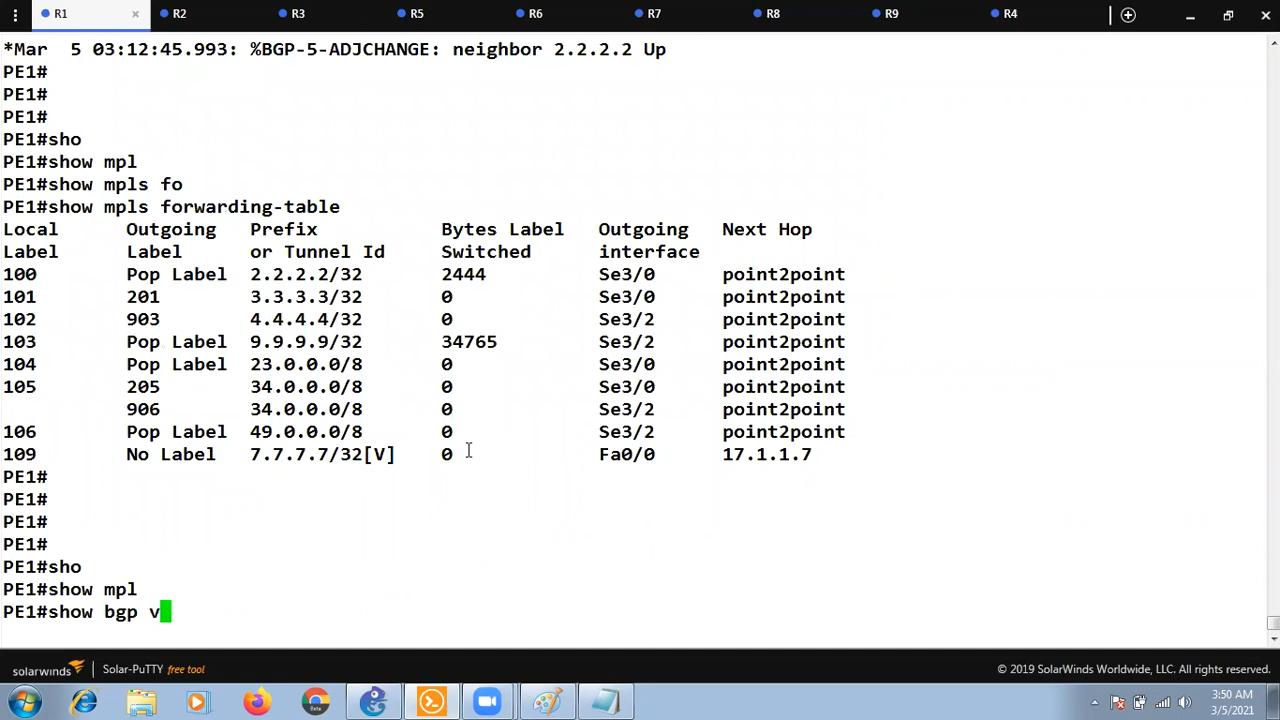 R1 × R2 R3 R5 R6 R7 R8 R9 R4
*Mar  5 03:12:45.993: %BGP-5-ADJCHANGE: neighbor 2.2.2.2 Up
PE1#
PE1#
PE1#
PE1#sho
PE1#show mpl
PE1#show mpls fo
PE1#show mpls forwarding-table
Local Outgoing Prefix Bytes Label Outgoing Next Hop
Label Label or Tunnel Id Switched interface
100 Pop Label 2.2.2.2/32 2444 Se3/0 point2point
101 201 3.3.3.3/32 0 Se3/0 point2point
102 903 4.4.4.4/32 0 Se3/2 point2point
103 Pop Label 9.9.9.9/32 34765 Se3/2 point2point
104 Pop Label 23.0.0.0/8 0 Se3/0 point2point
105 205 34.0.0.0/8 0 Se3/0 point2point
906 34.0.0.0/8 0 Se3/2 point2point
106 Pop Label 49.0.0.0/8 0 Se3/2 point2point
109 No Label 7.7.7.7/32[V] 0 Fa0/0 17.1.1.7
PE1#
PE1#
PE1#
PE1#
PE1#sho
PE1#show mpl
PE1#show bgp v
solarwinds Solar-PuTTY free tool © 2019 SolarWinds Worldwide, LLC. All rights reserved.
3:50 AM
3/5/2021